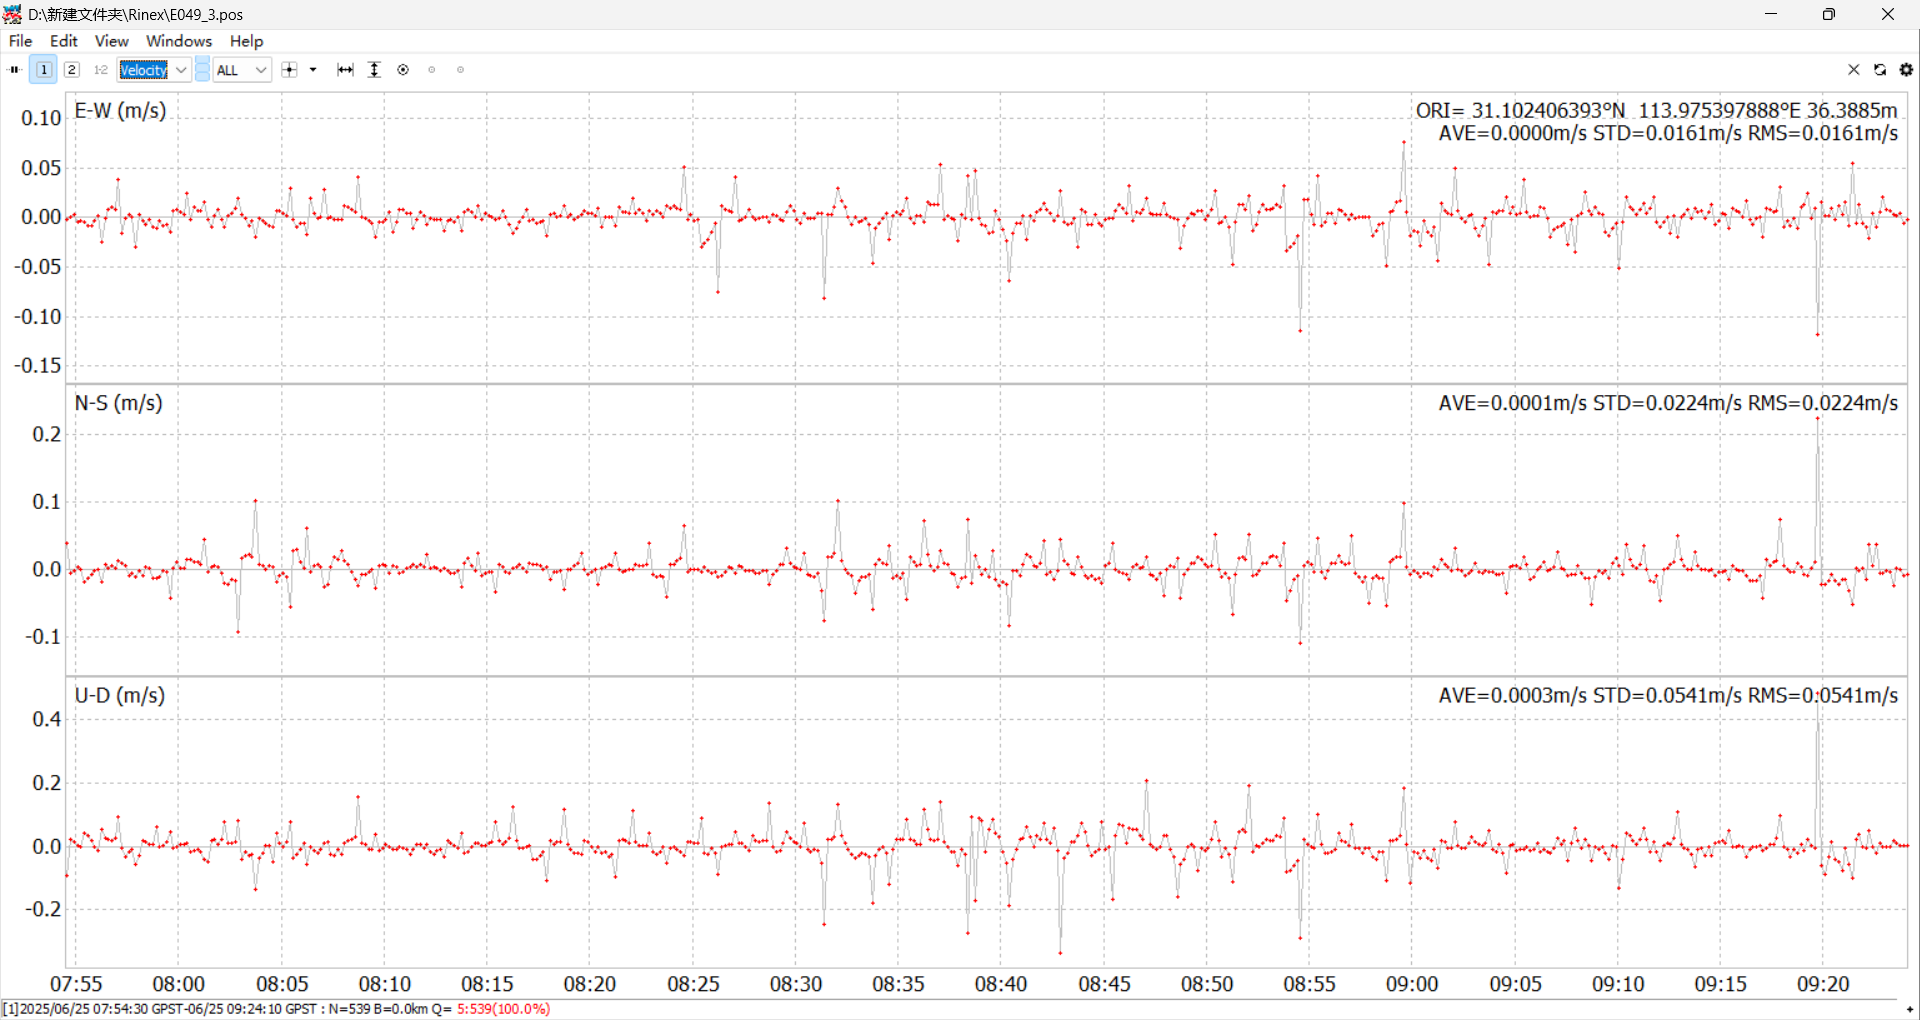 D:\新建文件夹\Rinex\E049_3.pos
File Edit View Windows Help
1 2 1-2 Velocity ALL
E-W (m/s)
ORI= 31.102406393°N 113.975397888°E 36.3885m
AVE=0.0000m/s STD=0.0161m/s RMS=0.0161m/s
0.10
0.05
0.00
-0.05
-0.10
-0.15
N-S (m/s)
AVE=0.0001m/s STD=0.0224m/s RMS=0.0224m/s
0.2
0.1
0.0
-0.1
U-D (m/s)
AVE=0.0003m/s STD=0.0541m/s RMS=0.0541m/s
0.4
0.2
0.0
-0.2
07:55 08:00 08:05 08:10 08:15 08:20 08:25 08:30 08:35 08:40 08:45 08:50 08:55 09:00 09:05 09:10 09:15 09:20
[1]2025/06/25 07:54:30 GPST-06/25 09:24:10 GPST : N=539 B=0.0km Q= 5:539(100.0%)